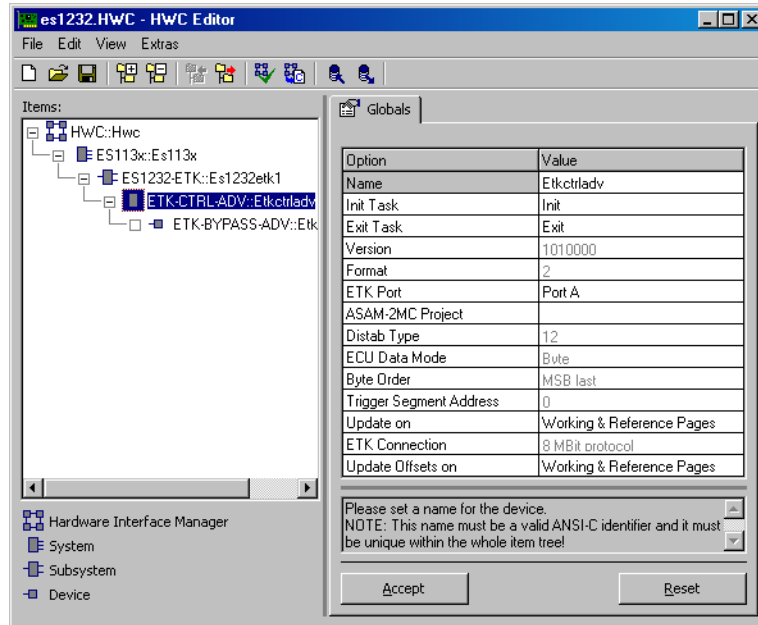 es1232.HWC - HWC Editor
File Edit View Extras
Items:
HWC::Hwc
ES113x::Es113x
ES1232-ETK::Es1232etk1
ETK-CTRL-ADV::Etkctrladv
ETK-BYPASS-ADV::Etk
Hardware Interface Manager
System
Subsystem
Device
Globals
Option Value
Name Etkctrladv
Init Task Init
Exit Task Exit
Version 1010000
Format 2
ETK Port Port A
ASAM-2MC Project
Distab Type 12
ECU Data Mode Byte
Byte Order MSB last
Trigger Segment Address 0
Update on Working & Reference Pages
ETK Connection 8 MBit protocol
Update Offsets on Working & Reference Pages
Please set a name for the device.
NOTE: This name must be a valid ANSI-C identifier and it must
be unique within the whole item tree!
Accept Reset